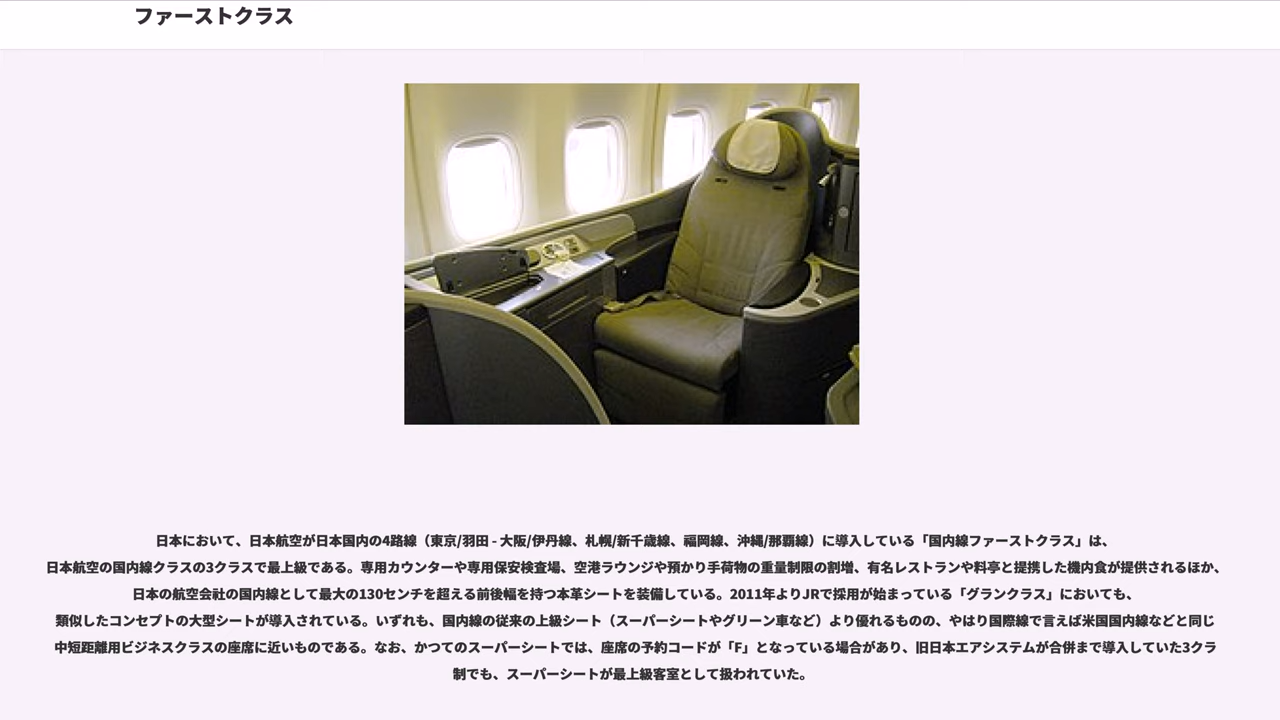 ファーストクラス
日本において、日本航空が日本国内の4路線（東京/羽田 - 大阪/伊丹線、札幌/新千歳線、福岡線、沖縄/那覇線）に導入している「国内線ファーストクラス」は、
日本航空の国内線クラスの3クラスで最上級である。専用カウンターや専用保安検査場、空港ラウンジや預かり手荷物の重量制限の割増、有名レストランや料亭と提携した機内食が提供されるほか、
日本の航空会社の国内線として最大の130センチを超える前後幅を持つ本革シートを装備している。2011年よりJRで採用が始まっている「グランクラス」においても、
類似したコンセプトの大型シートが導入されている。いずれも、国内線の従来の上級シート（スーパーシートやグリーン車など）より優れるものの、やはり国際線で言えば米国国内線などと同じ
中短距離用ビジネスクラスの座席に近いものである。なお、かつてのスーパーシートでは、座席の予約コードが「F」となっている場合があり、旧日本エアシステムが合併まで導入していた3クラ
制でも、スーパーシートが最上級客室として扱われていた。